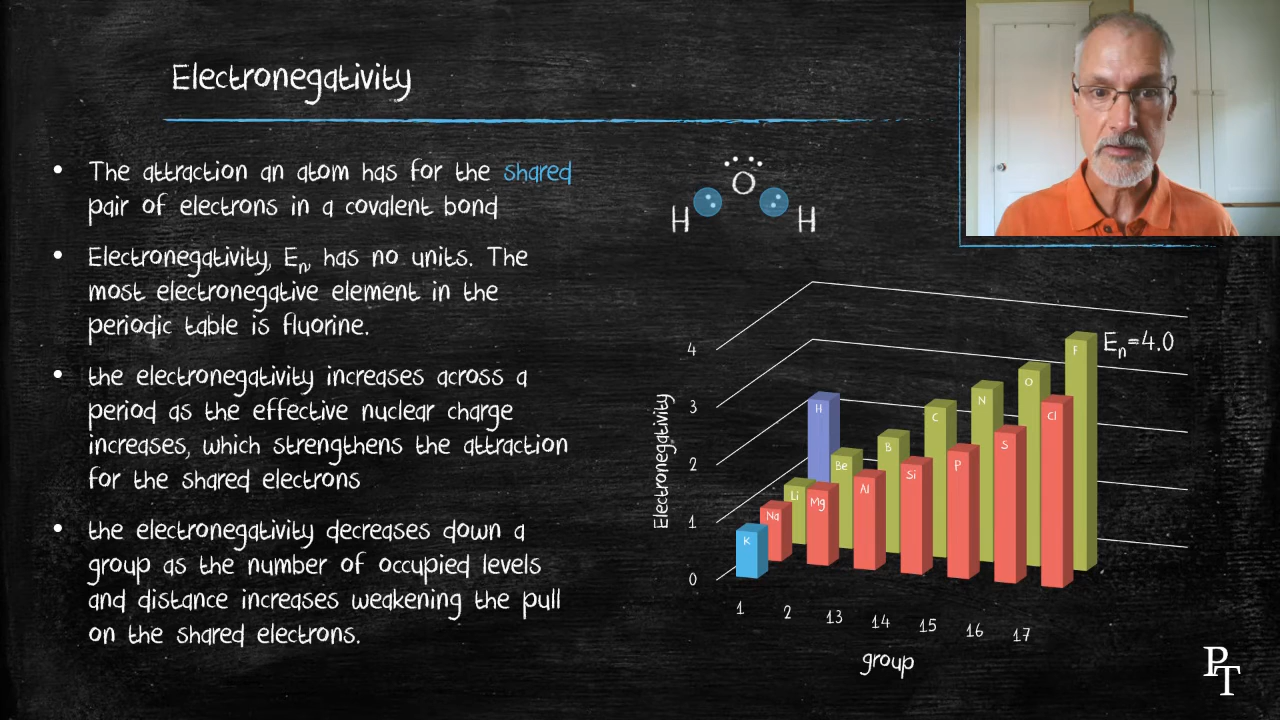 Electronegativity
• The attraction an atom has for the shared
pair of electrons in a covalent bond
• Electronegativity, En, has no units. The
most electronegative element in the
periodic table is fluorine.
• the electronegativity increases across a
period as the effective nuclear charge
increases, which strengthens the attraction
for the shared electrons
• the electronegativity decreases down a
group as the number of occupied levels
and distance increases weakening the pull
on the shared electrons.
O
H H
En=4.0
4
3
2
1
0
Electronegativity
F
O
N
C
B
Be
Li
H
Cl
S
P
Si
Al
Mg
Na
K
1 2 13 14 15 16 17
group
PT